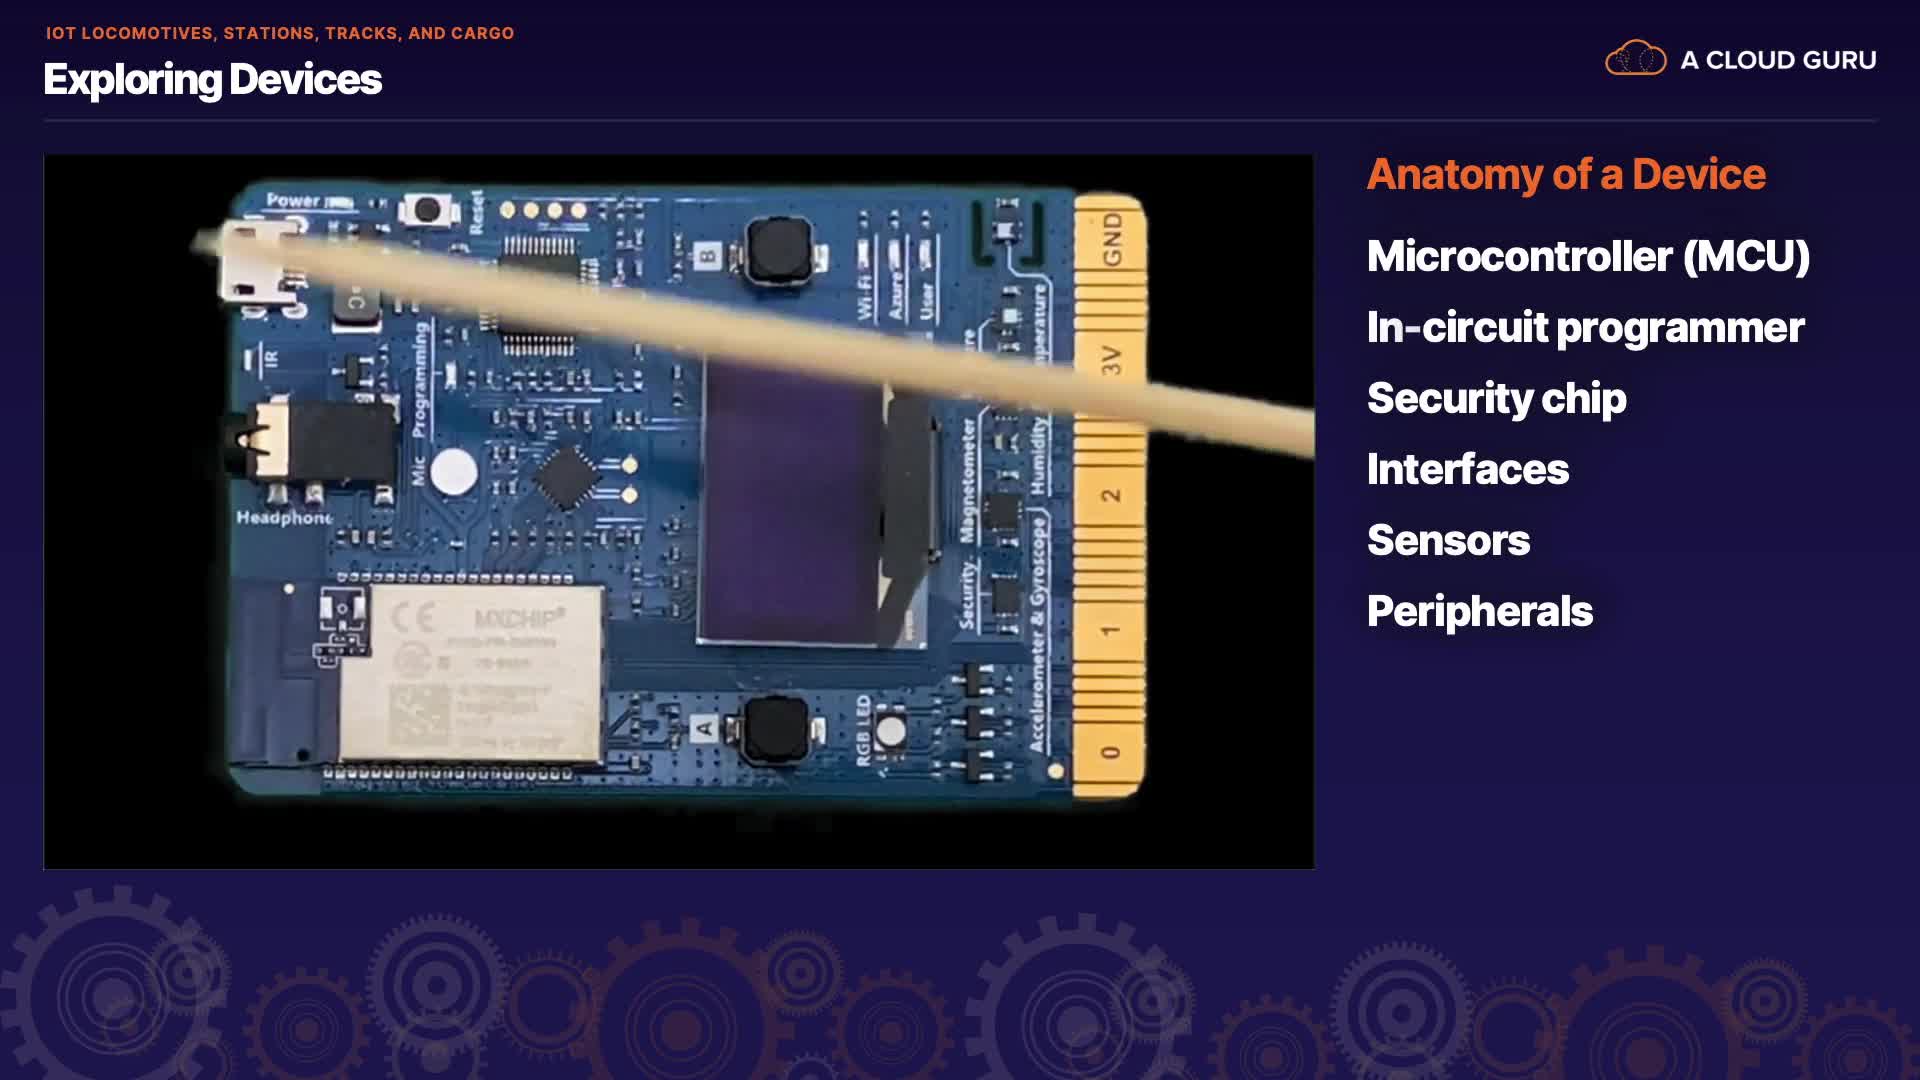 IOT LOCOMOTIVES, STATIONS, TRACKS, AND CARGO
Exploring Devices
A CLOUD GURU
Anatomy of a Device
Microcontroller (MCU)
In-circuit programmer
Security chip
Interfaces
Sensors
Peripherals
Power
Reset
B
Wi-Fi
Azure
User
GND
IR
Programming
Mic
Headphone
3V
Magnetometer
Humidity
2
Security
Accelerometer & Gyroscope
1
CE
MXCHIP
A
RGB LED
0